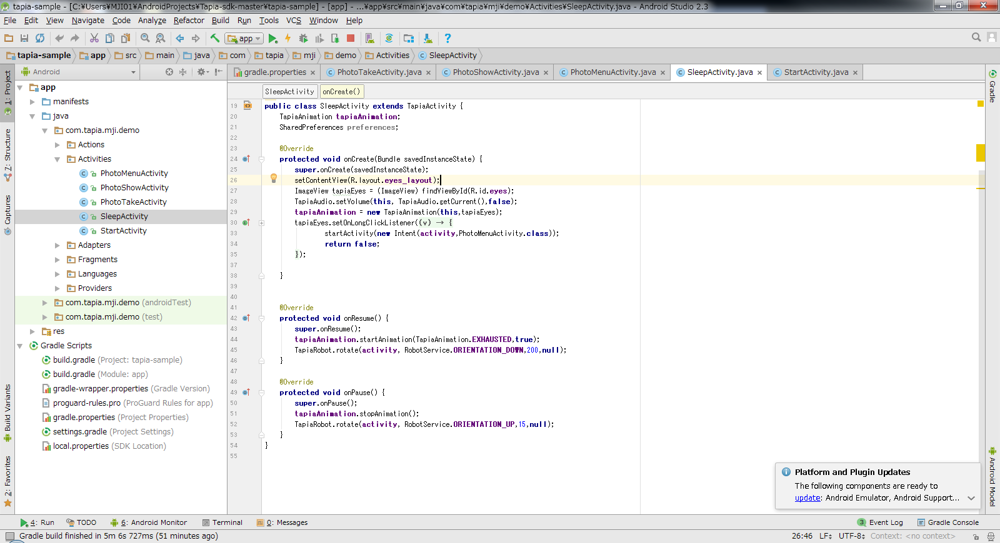 tapia-sample - [C:¥Users¥MJI01¥AndroidProjects¥Tapia-sdk-master¥tapia-sample] - [app] - ...¥app¥src¥main¥java¥com¥tapia¥mji¥demo¥Activities¥SleepActivity.java - Android Studio 2.3
File Edit View Navigate Code Analyze Refactor Build Run Tools VCS Window Help
app
tapia-sample app src main java com tapia mji demo Activities SleepActivity
Android
gradle.properties PhotoTakeActivity.java PhotoShowActivity.java PhotoMenuActivity.java SleepActivity.java StartActivity.java
1: Project
7: Structure
Captures
Build Variants
2: Favorites
app
manifests
java
com.tapia.mji.demo
Actions
Activities
PhotoMenuActivity
PhotoShowActivity
PhotoTakeActivity
SleepActivity
StartActivity
Adapters
Fragments
Languages
Providers
com.tapia.mji.demo (androidTest)
com.tapia.mji.demo (test)
res
Gradle Scripts
build.gradle (Project: tapia-sample)
build.gradle (Module: app)
gradle-wrapper.properties (Gradle Version)
proguard-rules.pro (ProGuard Rules for app)
gradle.properties (Project Properties)
settings.gradle (Project Settings)
local.properties (SDK Location)
SleepActivity onCreate()
19 public class SleepActivity extends TapiaActivity {
20 TapiaAnimation tapiaAnimation;
21 SharedPreferences preferences;
22
23 @Override
24 protected void onCreate(Bundle savedInstanceState) {
25 super.onCreate(savedInstanceState);
26 setContentView(R.layout.eyes_layout);
27 ImageView tapiaEyes = (ImageView) findViewById(R.id.eyes);
28 TapiaAudio.setVolume(this, TapiaAudio.getCurrent(),false);
29 tapiaAnimation = new TapiaAnimation(this,tapiaEyes);
30 tapiaEyes.setOnLongClickListener((v) → {
33 startActivity(new Intent(activity,PhotoMenuActivity.class));
34 return false;
35 });
37
38 }
39
40
41 @Override
42 protected void onResume() {
43 super.onResume();
44 tapiaAnimation.startAnimation(TapiaAnimation.EXHAUSTED,true);
45 TapiaRobot.rotate(activity, RobotService.ORIENTATION_DOWN,200,null);
46 }
47
48 @Override
49 protected void onPause() {
50 super.onPause();
51 tapiaAnimation.stopAnimation();
52 TapiaRobot.rotate(activity, RobotService.ORIENTATION_UP,15,null);
53 }
54 }
55
Gradle
Android Model
Platform and Plugin Updates
The following components are ready to
update: Android Emulator, Android Support...
4: Run TODO 6: Android Monitor Terminal 0: Messages 3 Event Log Gradle Console
Gradle build finished in 5m 6s 727ms (51 minutes ago) 26:46 LF UTF-8 Context: <no context>